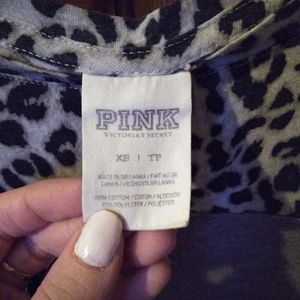 PINK
VICTORIA'S SECRET
XS | TP
MADE IN SRI LANKA / FAIT AU SRI
LANKA / HECHO EN SRI LANKA
60% COTTON / COTON / ALGODÓN
40% POLYESTER / POLYESTER /
POLIÉSTER